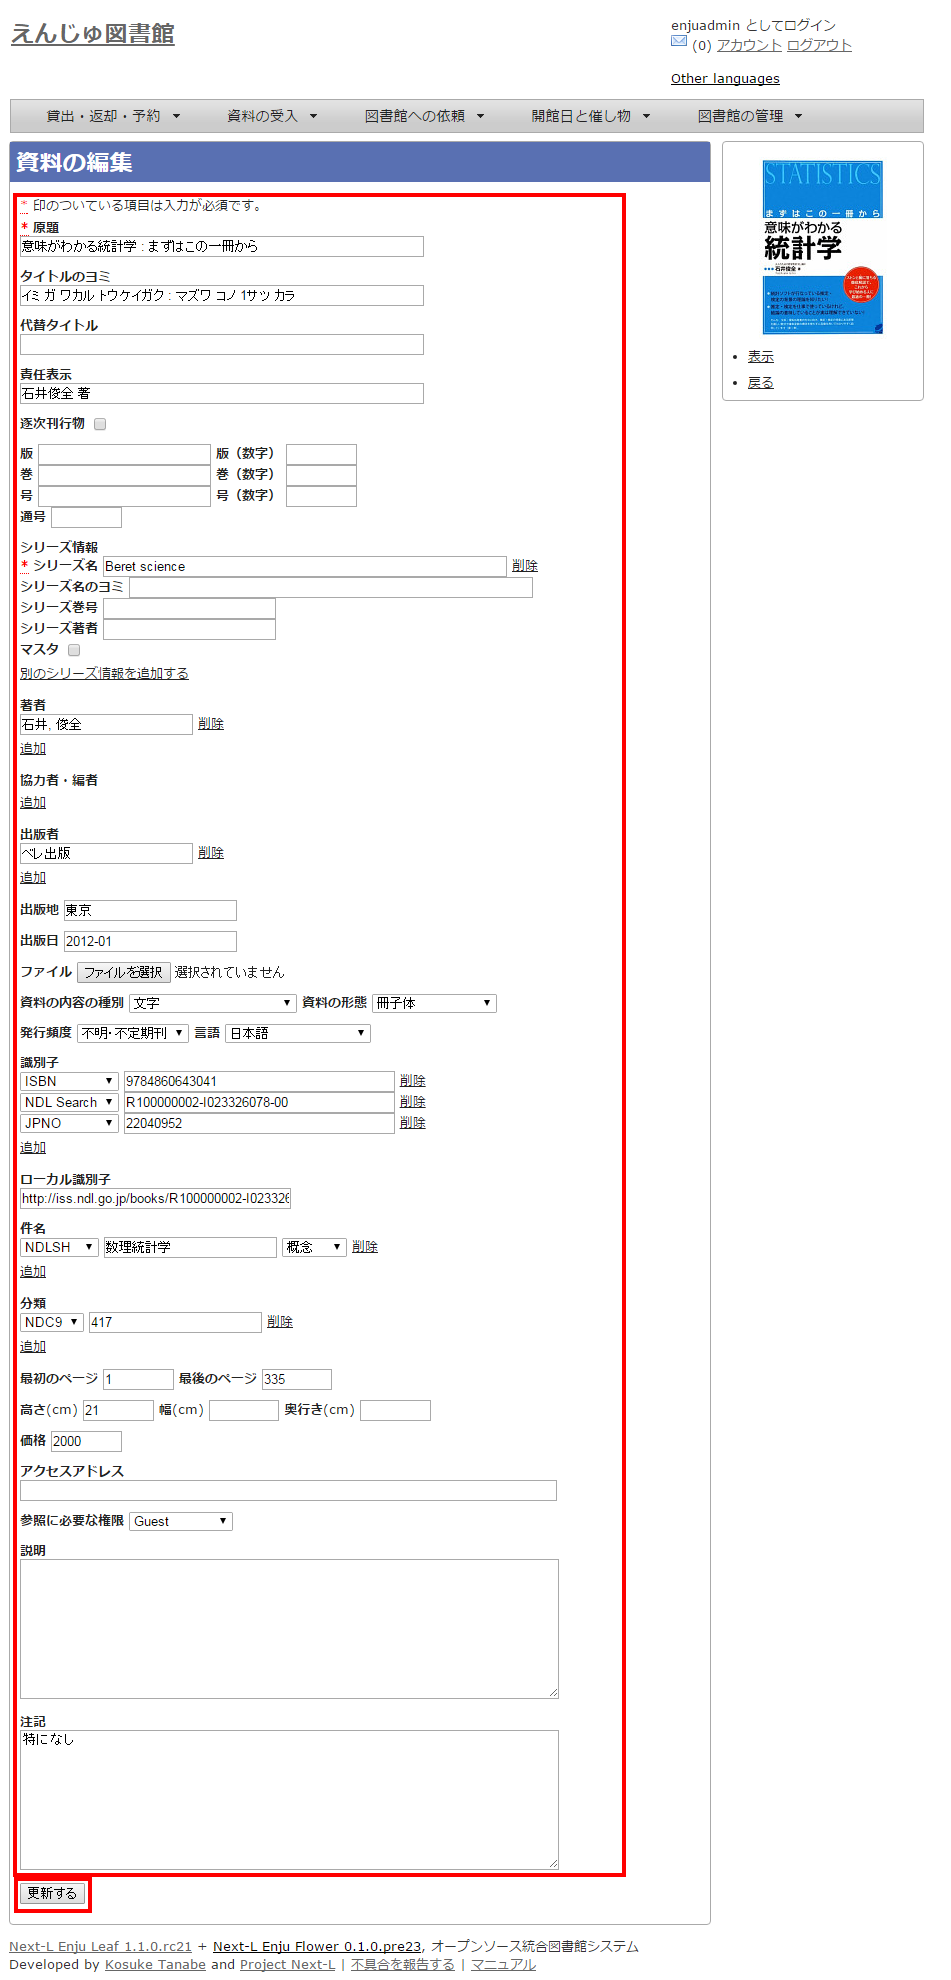 えんじゅ図書館
enjuadmin としてログイン
(0) アカウント ログアウト
Other languages
貸出・返却・予約 ▼ 資料の受入 ▼ 図書館への依頼 ▼ 開館日と催し物 ▼ 図書館の管理 ▼
資料の編集
* 印のついている項目は入力が必須です。
* 原題
意味がわかる統計学 : まずはこの一冊から
タイトルのヨミ
イミ ガ ワカル トウケイガク : マズワ コノ 1サツ カラ
代替タイトル
責任表示
石井俊全 著
逐次刊行物
版 版（数字）
巻 巻（数字）
号 号（数字）
通号
シリーズ情報
* シリーズ名 Beret science 削除
シリーズ名のヨミ
シリーズ巻号
シリーズ著者
マスタ
別のシリーズ情報を追加する
著者
石井, 俊全 削除
追加
協力者・編者
追加
出版者
ベレ出版 削除
追加
出版地 東京
出版日 2012-01
ファイル ファイルを選択 選択されていません
資料の内容の種別 文字 資料の形態 冊子体
発行頻度 不明・不定期刊 言語 日本語
識別子
ISBN 9784860643041 削除
NDL Search R100000002-I023326078-00 削除
JPNO 22040952 削除
追加
ローカル識別子
http://iss.ndl.go.jp/books/R100000002-I023326
件名
NDLSH 数理統計学 概念 削除
追加
分類
NDC9 417 削除
追加
最初のページ 1 最後のページ 335
高さ(cm) 21 幅(cm) 奥行き(cm)
価格 2000
アクセスアドレス
参照に必要な権限 Guest
説明
注記
特になし
更新する
STATISTICS
まずはこの一冊から
意味がわかる
統計学
石井俊全 著
表示
戻る
Next-L Enju Leaf 1.1.0.rc21 + Next-L Enju Flower 0.1.0.pre23, オープンソース統合図書館システム
Developed by Kosuke Tanabe and Project Next-L | 不具合を報告する | マニュアル